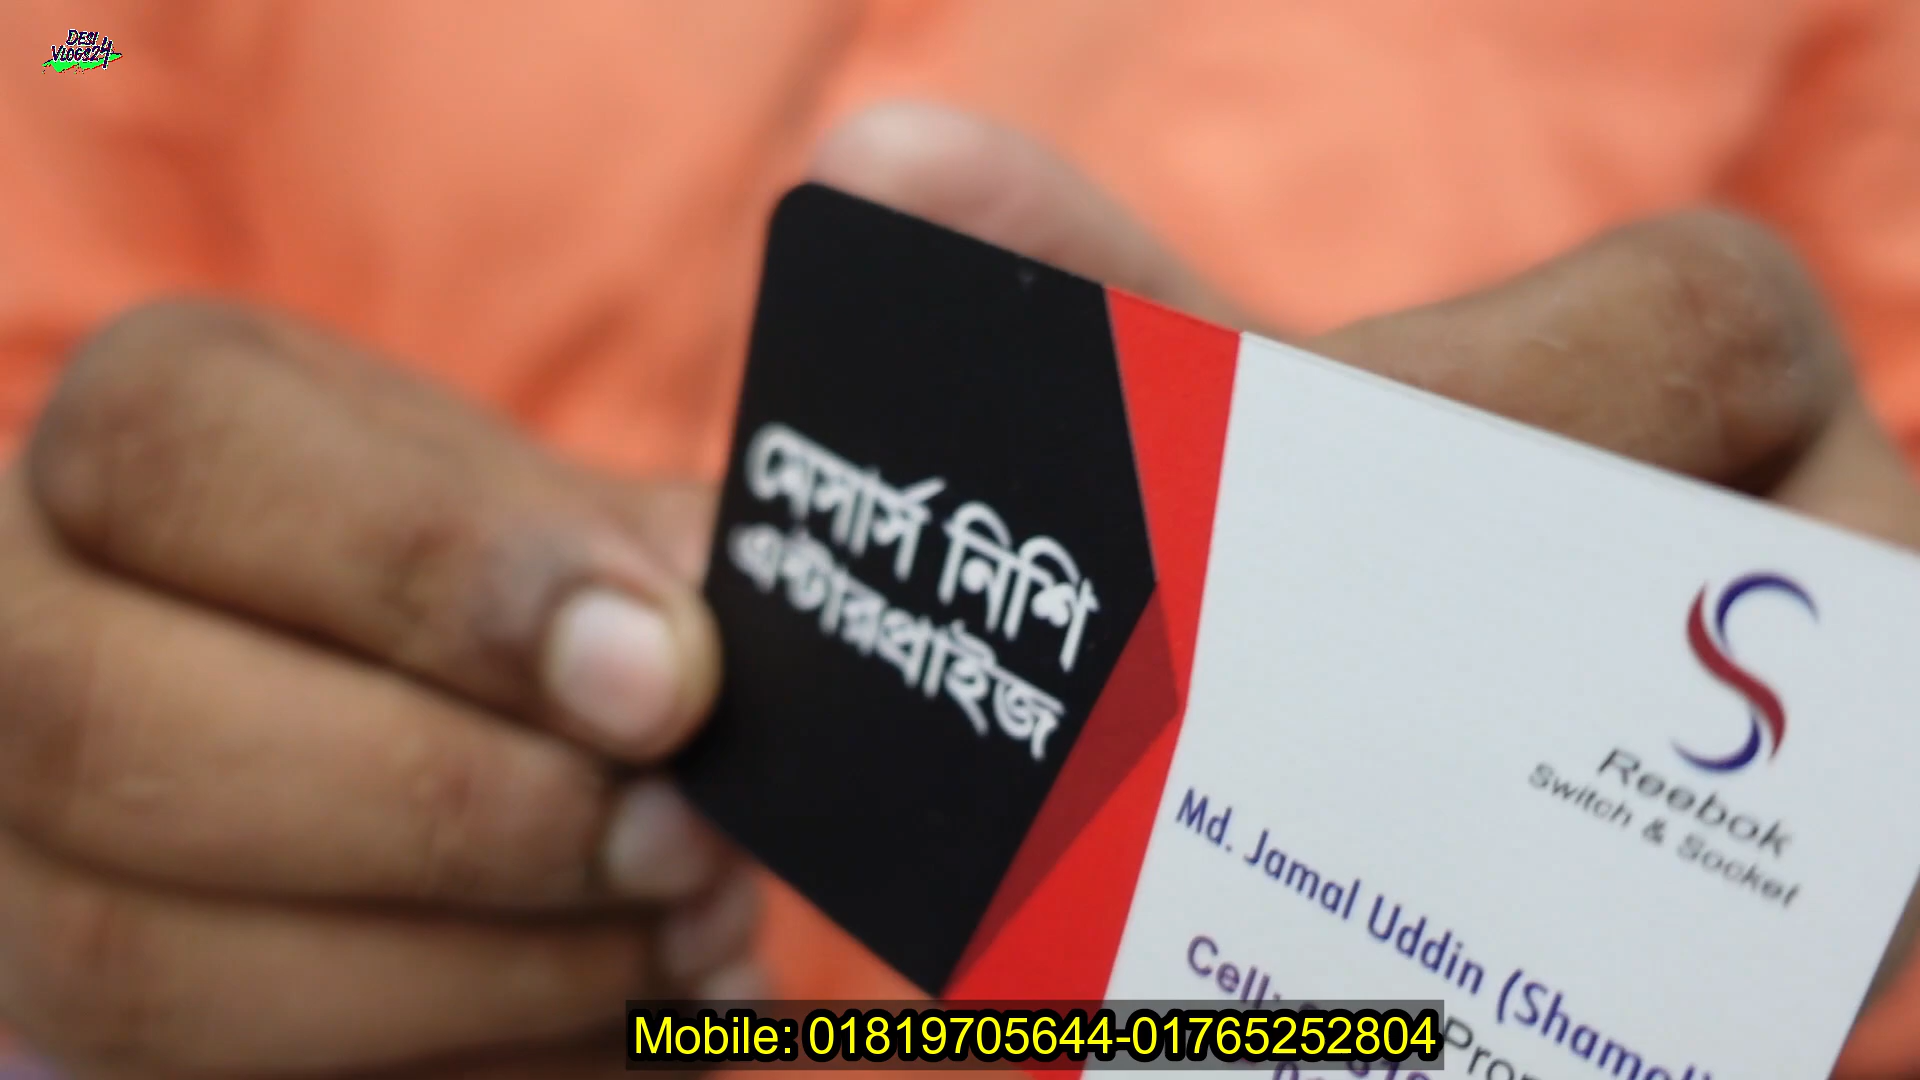 DESI
VLOGS24
মেসার্স নিশি
এন্টারপ্রাইজ
Reebok
Switch & Socket
Md. Jamal Uddin (Shamol)
Cell:
Mobile: 01819705644-01765252804